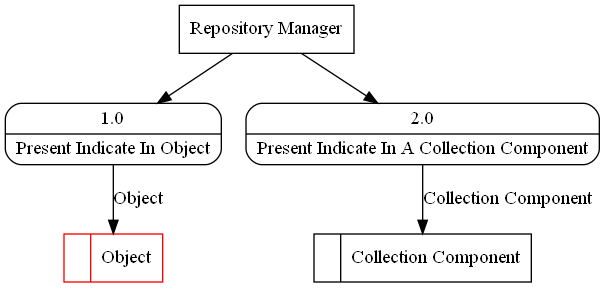 Repository Manager
1.0
Present Indicate In Object
2.0
Present Indicate In A Collection Component
Object
Collection Component
Object
Collection Component